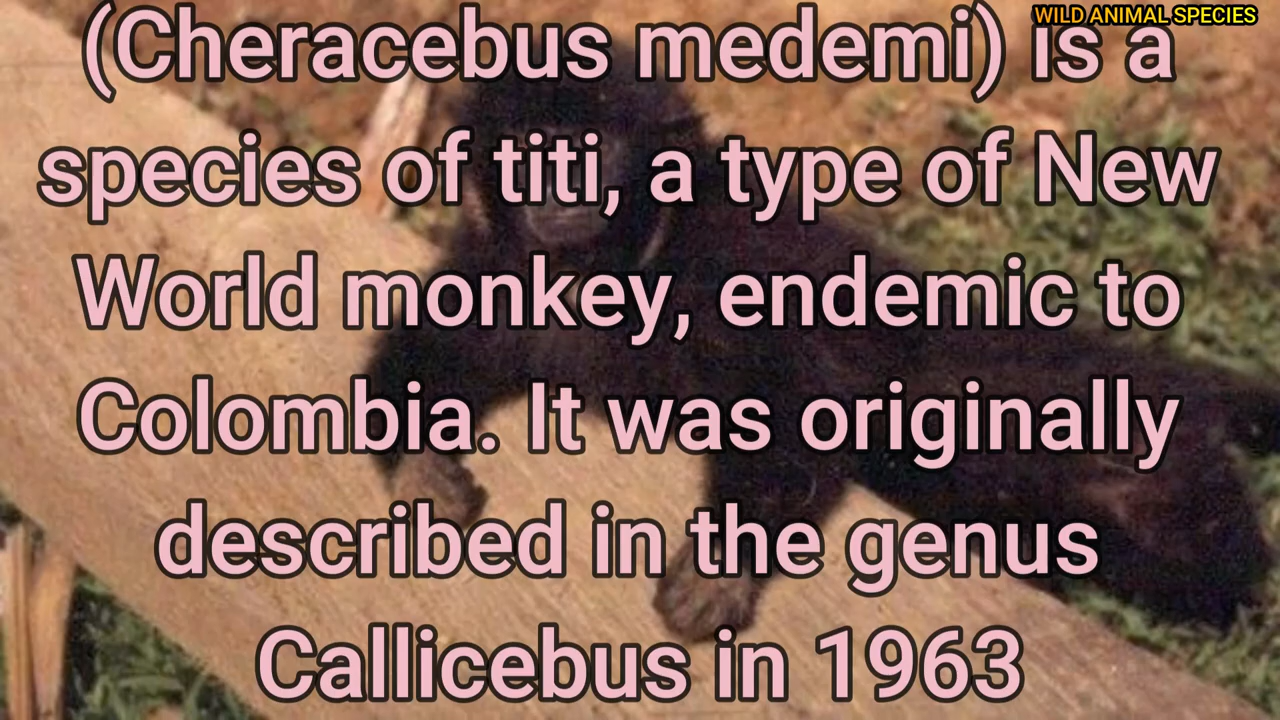 WILD ANIMAL SPECIES
(Cheracebus medemi) is a
species of titi, a type of New
World monkey, endemic to
Colombia. It was originally
described in the genus
Callicebus in 1963